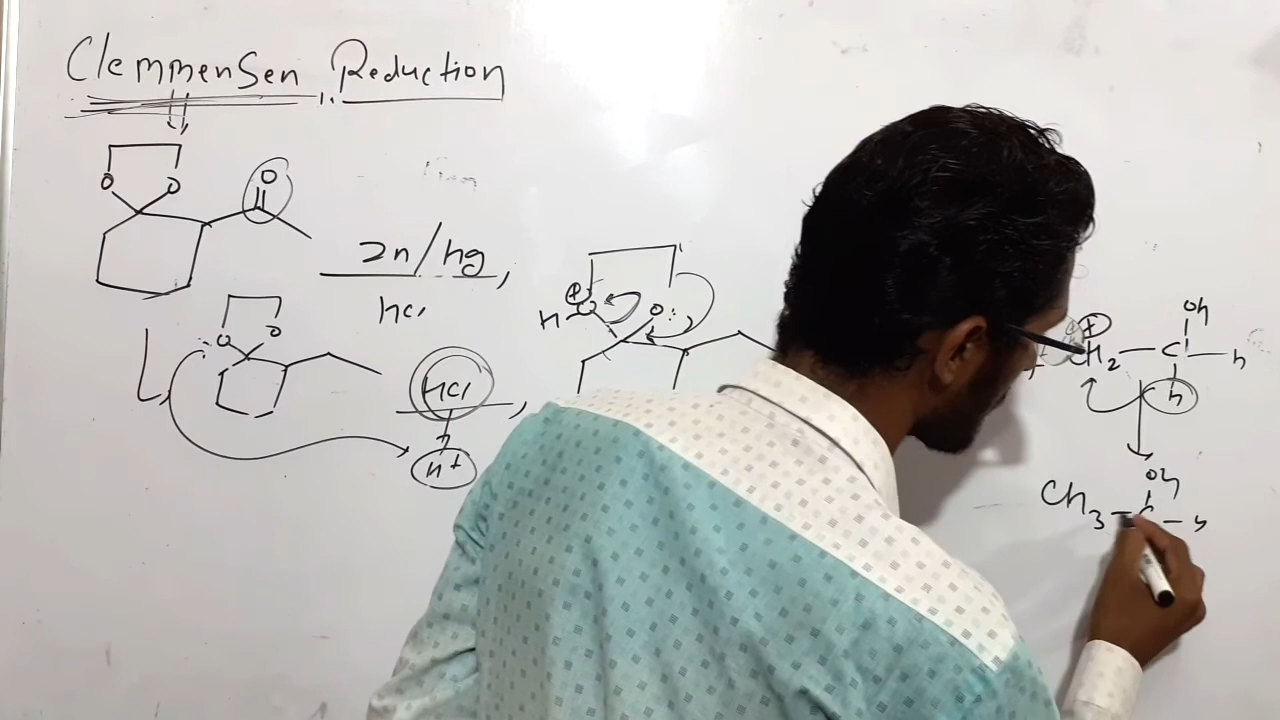 Clemmensen Reduction
O O
O
Zn/hg,
hcl
O O
HCl
h+
H O O:
CH2 - C - h
oh
h
oh
CH3 - C - h